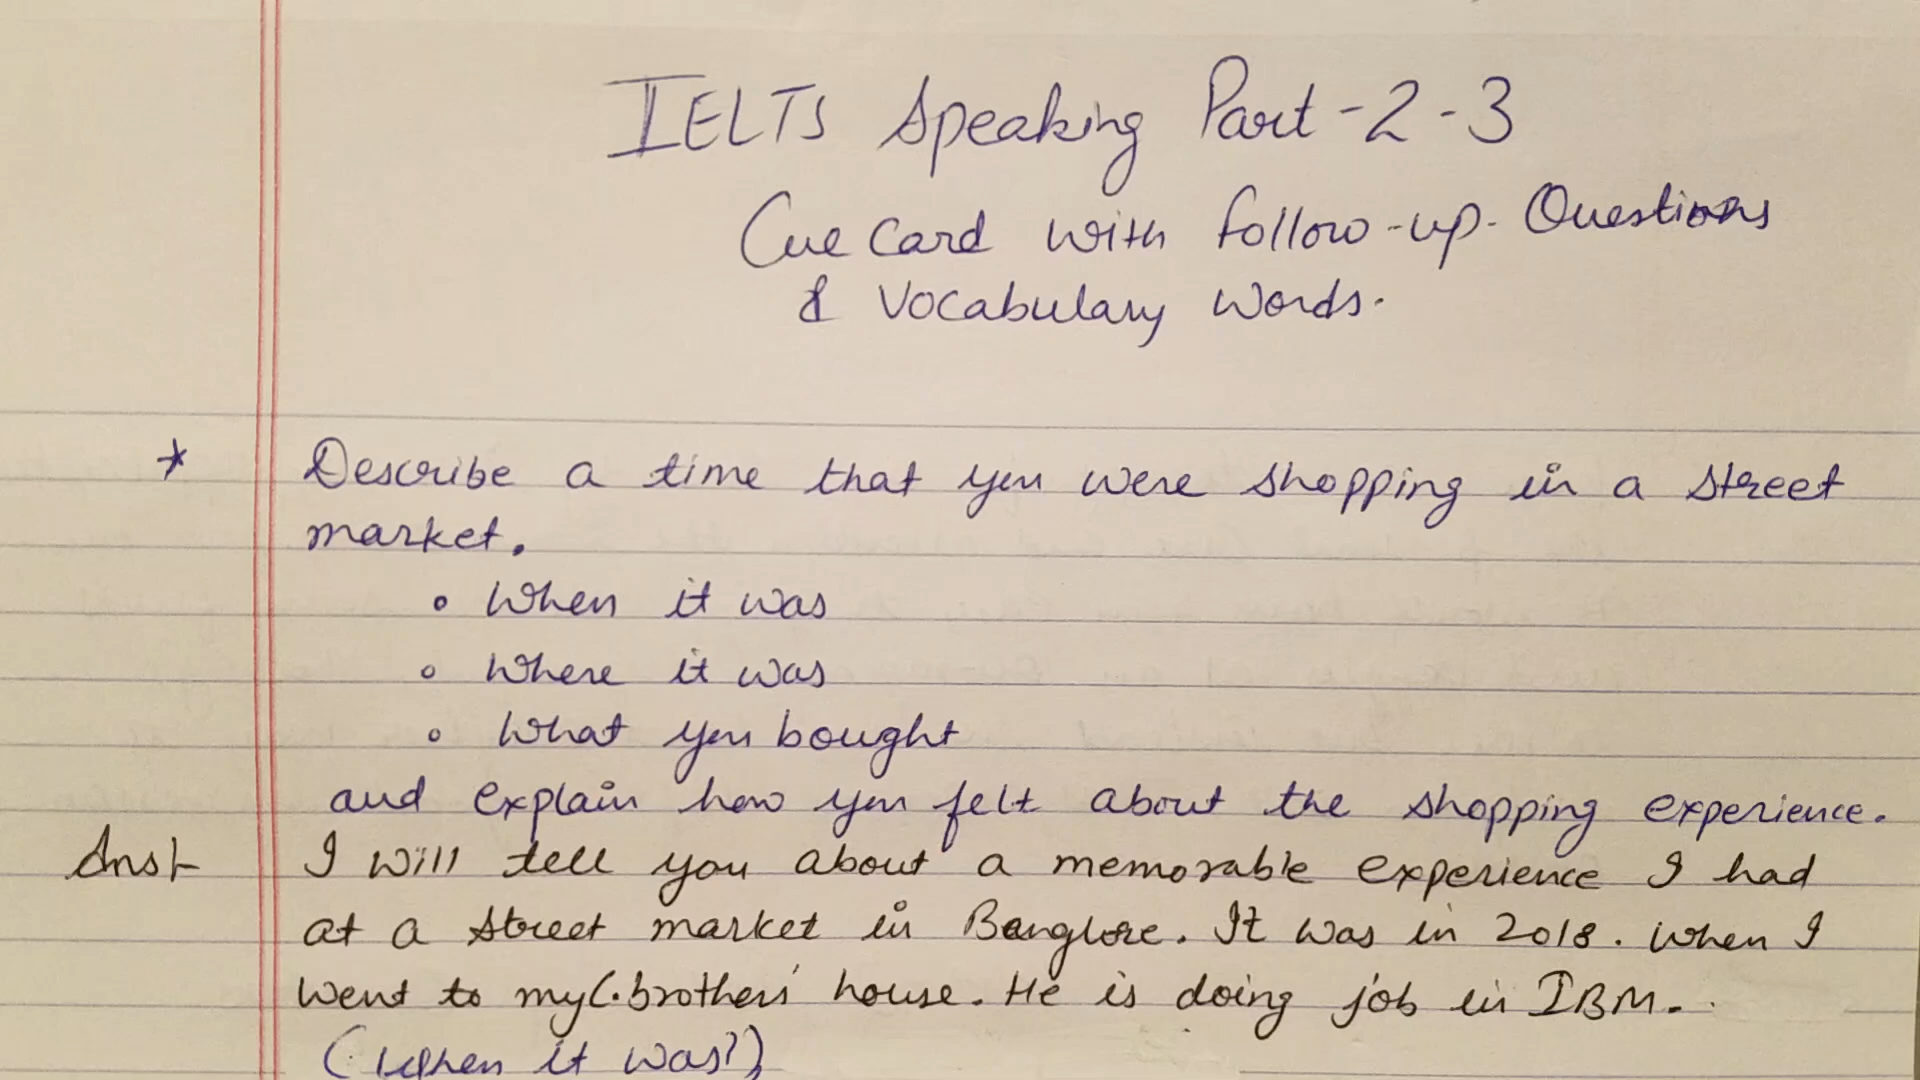 IELTS Speaking Part-2-3
Cue Card with follow-up Questions
& Vocabulary Words.
* Describe a time that you were shopping in a street
market.
• When it was
• Where it was
• What you bought
and explain how you felt about the shopping experience.
Ans:- I will tell you about a memorable experience I had
at a street market in Banglore. It was in 2018. When I
went to my C.brothers' house. He is doing job in IBM.
(When it was?)